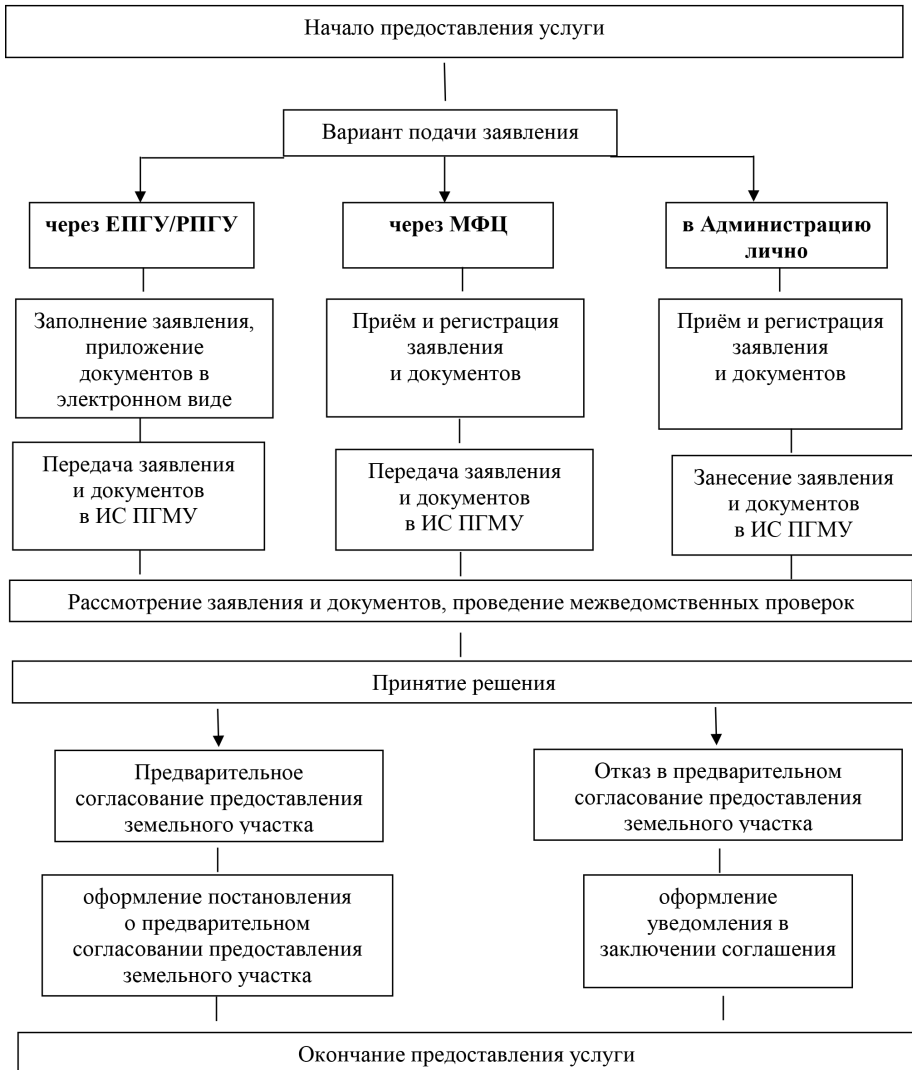 Начало предоставления услуги
Вариант подачи заявления
через ЕПГУ/РПГУ
через МФЦ
в Администрацию
лично
Заполнение заявления,
приложение
документов в
электронном виде
Приём и регистрация
заявления
и документов
Приём и регистрация
заявления
и документов
Передача заявления
и документов
в ИС ПГМУ
Передача заявления
и документов
в ИС ПГМУ
Занесение заявления
и документов
в ИС ПГМУ
Рассмотрение заявления и документов, проведение межведомственных проверок
Принятие решения
Предварительное
согласование предоставления
земельного участка
Отказ в предварительном
согласование предоставления
земельного участка
оформление постановления
о предварительном
согласовании предоставления
земельного участка
оформление
уведомления в
заключении соглашения
Окончание предоставления услуги